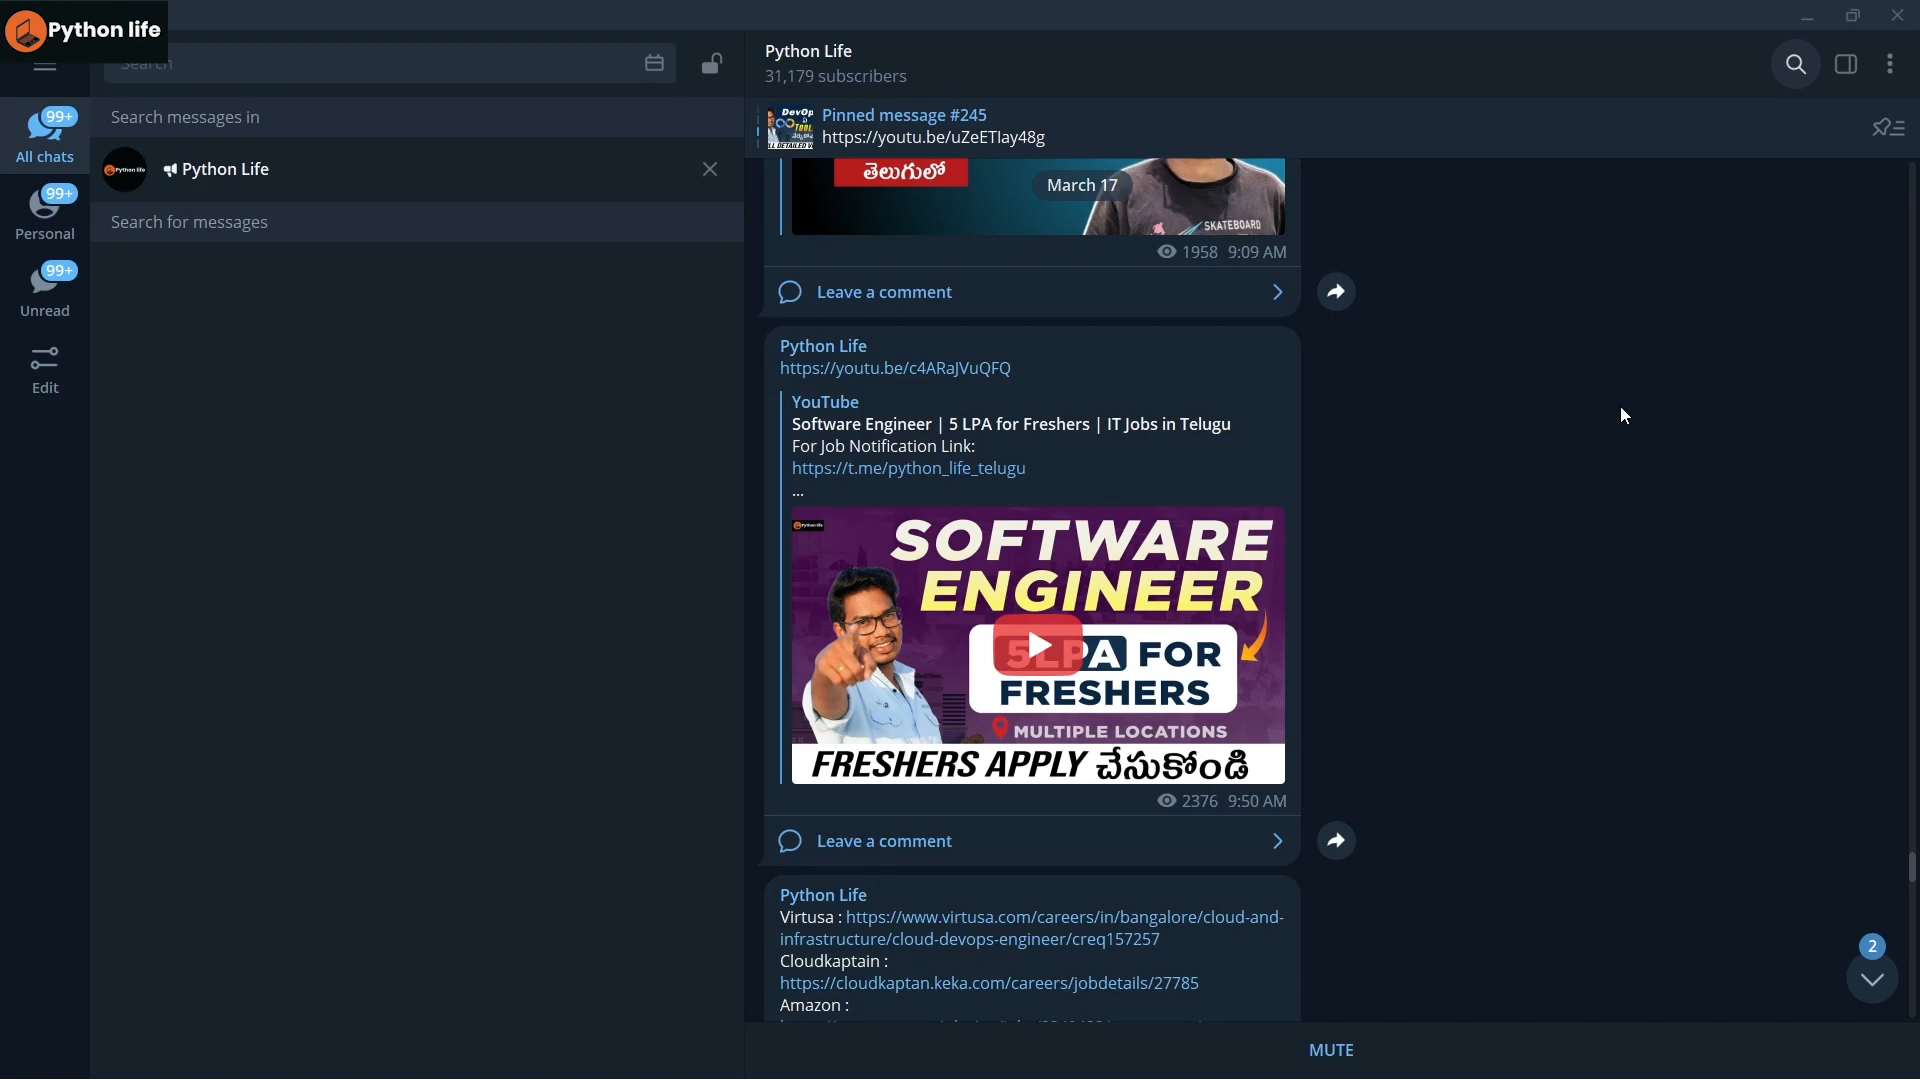 Python life
Search
Search messages in
Python Life
Search for messages
99+
All chats
99+
Personal
99+
Unread
Edit
Python Life
31,179 subscribers
Pinned message #245
https://youtu.be/uZeETlay48g
తెలుగులో
March 17
SKATEBOARD
1958 9:09 AM
Leave a comment
Python Life
https://youtu.be/c4ARaJVuQFQ
YouTube
Software Engineer | 5 LPA for Freshers | IT Jobs in Telugu
For Job Notification Link:
https://t.me/python_life_telugu
...
Python life
SOFTWARE
ENGINEER
5LPA FOR
FRESHERS
MULTIPLE LOCATIONS
FRESHERS APPLY చేసుకోండి
2376 9:50 AM
Leave a comment
Python Life
Virtusa : https://www.virtusa.com/careers/in/bangalore/cloud-and-
infrastructure/cloud-devops-engineer/creq157257
Cloudkaptain :
https://cloudkaptan.keka.com/careers/jobdetails/27785
Amazon :
2
MUTE